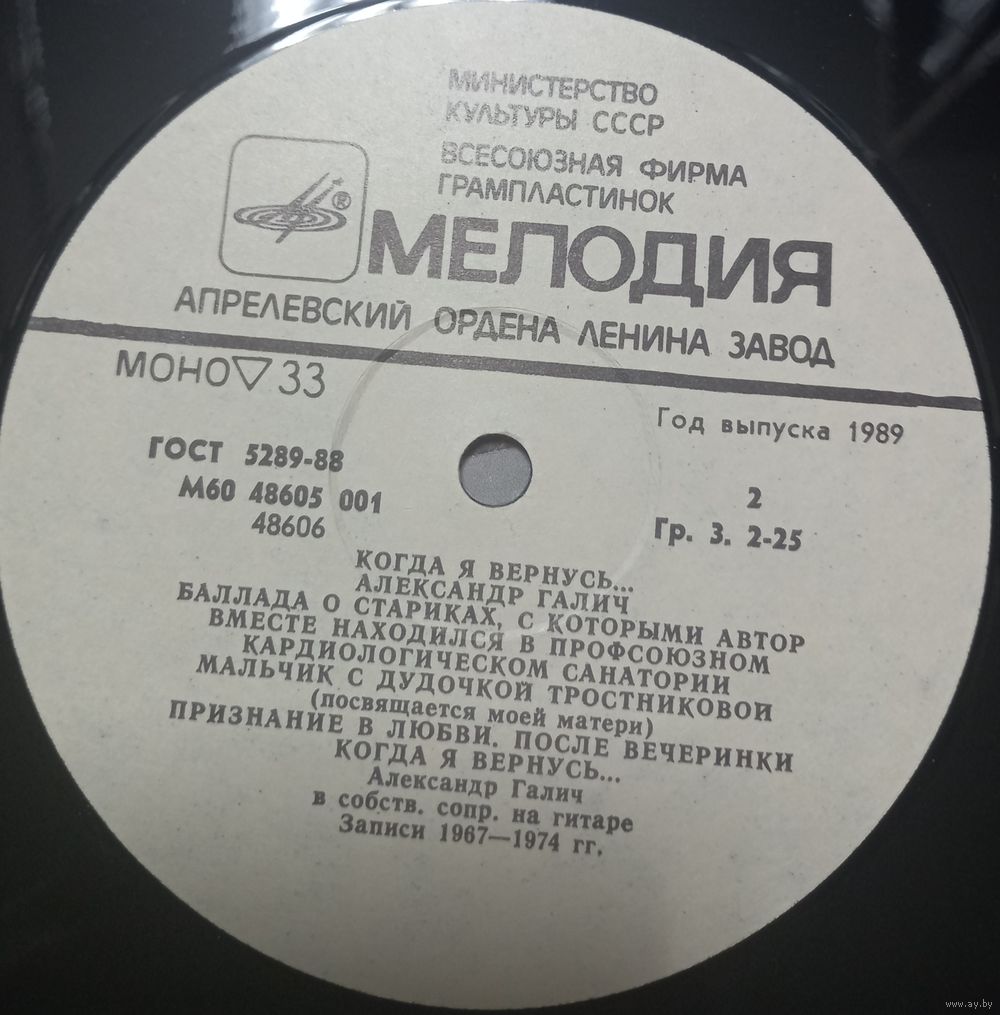 МИНИСТЕРСТВО
КУЛЬТУРЫ СССР
ВСЕСОЮЗНАЯ ФИРМА
ГРАМПЛАСТИНОК
®
МЕЛОДИЯ
АПРЕЛЕВСКИЙ ОРДЕНА ЛЕНИНА ЗАВОД
МОНО ▽ 33
Год выпуска 1989
ГОСТ 5289-88
М60 48605 001
48606
2
Гр. 3. 2-25
КОГДА Я ВЕРНУСЬ...
АЛЕКСАНДР ГАЛИЧ
БАЛЛАДА О СТАРИКАХ, С КОТОРЫМИ АВТОР
ВМЕСТЕ НАХОДИЛСЯ В ПРОФСОЮЗНОМ
КАРДИОЛОГИЧЕСКОМ САНАТОРИИ
МАЛЬЧИК С ДУДОЧКОЙ ТРОСТНИКОВОЙ
(посвящается моей матери)
ПРИЗНАНИЕ В ЛЮБВИ. ПОСЛЕ ВЕЧЕРИНКИ
КОГДА Я ВЕРНУСЬ...
Александр Галич
в собств. сопр. на гитаре
Записи 1967—1974 гг.
www.ay.by